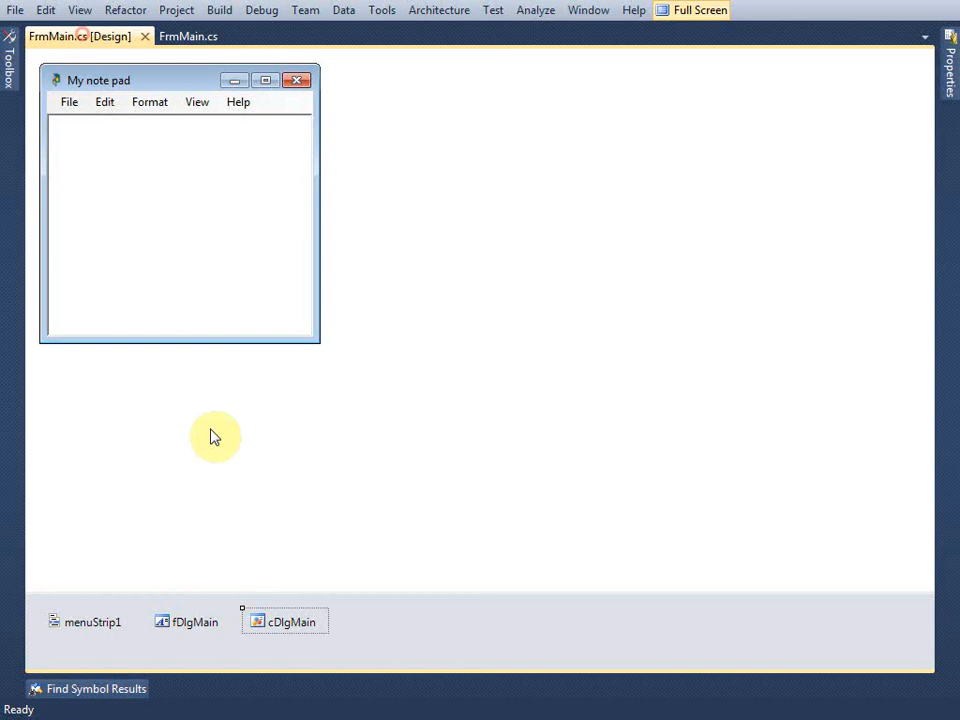 File Edit View Refactor Project Build Debug Team Data Tools Architecture Test Analyze Window Help Full Screen
FrmMain.cs [Design] FrmMain.cs
Toolbox
Properties
My note pad
File Edit Format View Help
menuStrip1 fDlgMain cDlgMain
Find Symbol Results
Ready